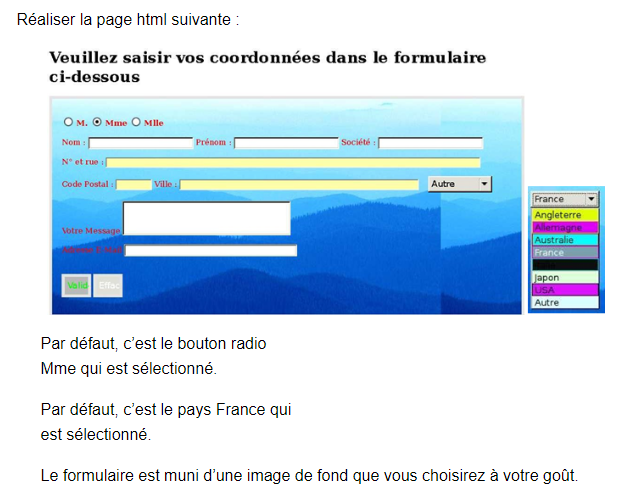 Réaliser la page html suivante :
Veuillez saisir vos coordonnées dans le formulaire
ci-dessous
M. Mme Mlle
Nom : Prénom : Société :
N° et rue :
Code Postal : Ville : Autre
Votre Message
Valid Effac
France
Angleterre
Allemagne
Australie
France
Japon
USA
Autre
Par défaut, c’est le bouton radio
Mme qui est sélectionné.
Par défaut, c’est le pays France qui
est sélectionné.
Le formulaire est muni d’une image de fond que vous choisirez à votre goût.